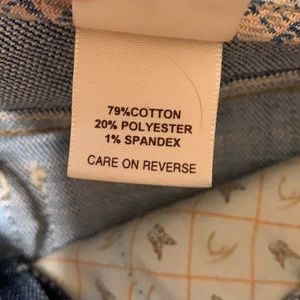 79%COTTON
20% POLYESTER
1% SPANDEX
CARE ON REVERSE